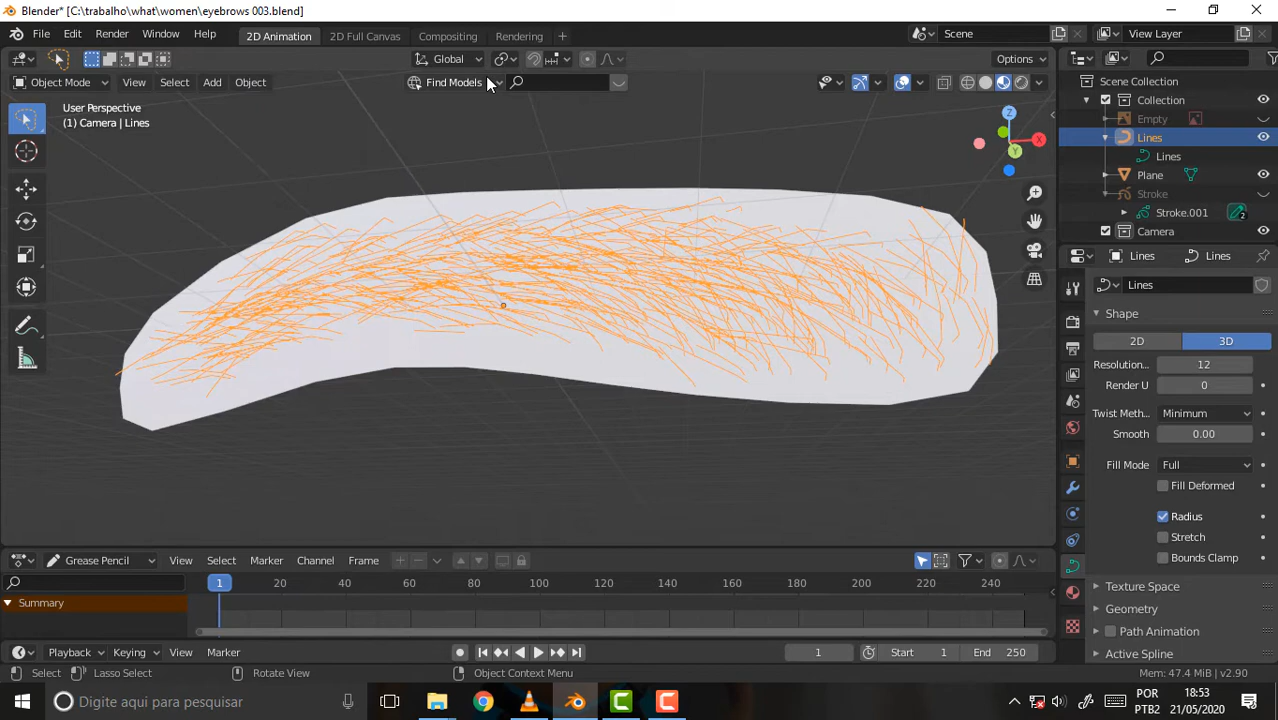 Blender* [C:\trabalho\what\women\eyebrows 003.blend]
File Edit Render Window Help 2D Animation 2D Full Canvas Compositing Rendering Scene View Layer
Global Options
Object Mode View Select Add Object Find Models
User Perspective
(1) Camera | Lines
Z
X
Y
Scene Collection
Collection
Empty
Lines
Lines
Plane
Stroke
Stroke.001 2
Camera
Lines Lines
Lines
Shape
2D 3D
Resolution... 12
Render U 0
Twist Meth... Minimum
Smooth 0.00
Fill Mode Full
Fill Deformed
Radius
Stretch
Bounds Clamp
Texture Space
Geometry
Path Animation
Active Spline
Grease Pencil View Select Marker Channel Frame
1 20 40 60 80 100 120 140 160 180 200 220 240
Summary
Playback Keying View Marker 1 Start 1 End 250
Select Lasso Select Rotate View Object Context Menu Mem: 47.4 MiB | v2.90
Digite aqui para pesquisar
POR
PTB2
18:53
21/05/2020